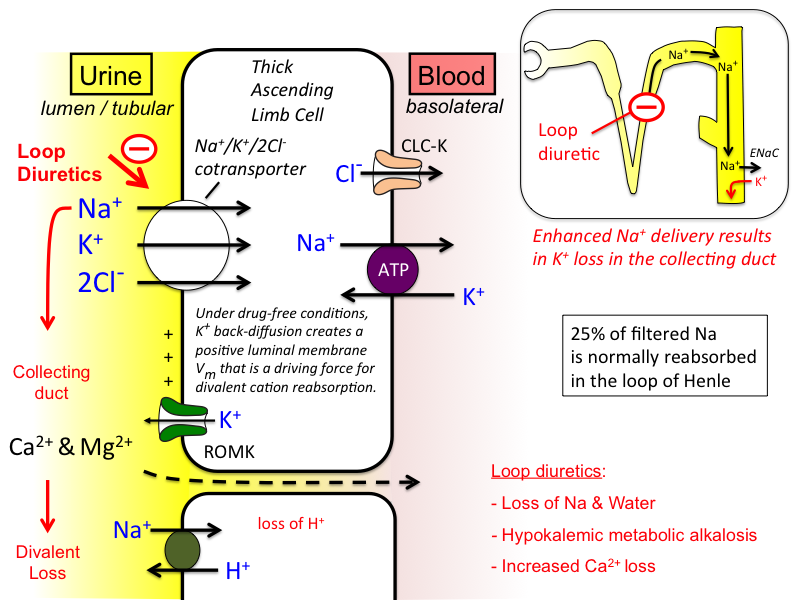 Urine
lumen / tubular
Thick
Ascending
Limb Cell
Blood
basolateral
Na⁺/K⁺/2Cl⁻
cotransporter
Loop
Diuretics
Na⁺
K⁺
2Cl⁻
CLC-K
Cl⁻
Na⁺
ATP
K⁺
Under drug-free conditions,
K⁺ back-diffusion creates a
positive luminal membrane
Vₘ that is a driving force for
divalent cation reabsorption.
+
+
+
Collecting
duct
K⁺
ROMK
Ca²⁺ & Mg²⁺
Divalent
Loss
Na⁺
H⁺
loss of H⁺
Na⁺
Na⁺
Loop
diuretic
Na⁺
ENaC
K⁺
Enhanced Na⁺ delivery results
in K⁺ loss in the collecting duct
25% of filtered Na
is normally reabsorbed
in the loop of Henle
Loop diuretics:
- Loss of Na & Water
- Hypokalemic metabolic alkalosis
- Increased Ca²⁺ loss